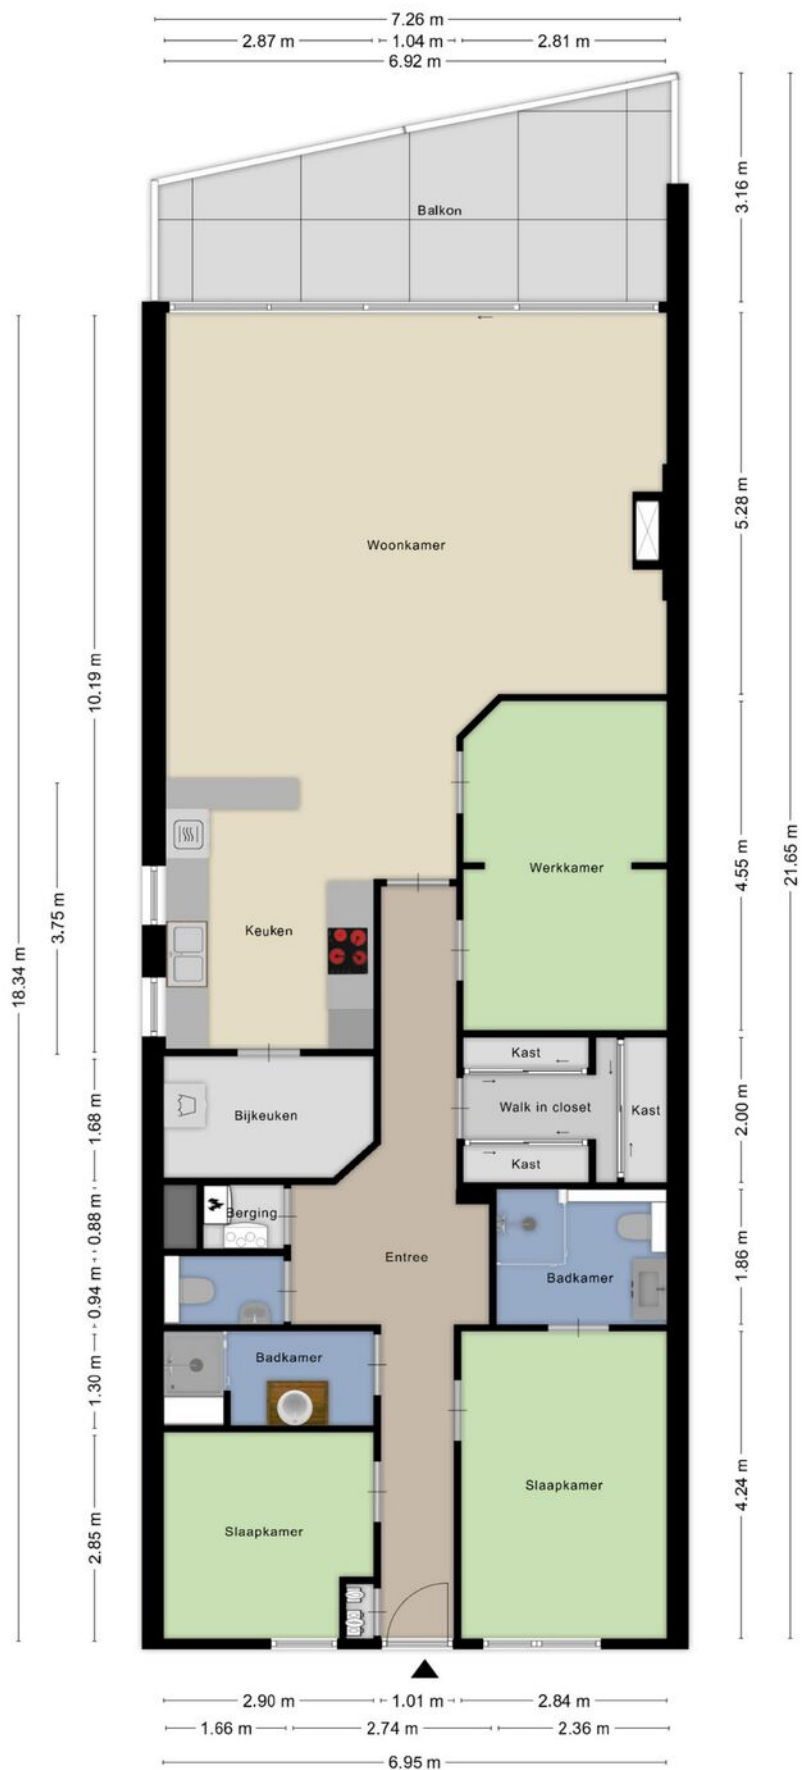 7.26 m
2.87 m
1.04 m
2.81 m
6.92 m
3.16 m
Balkon
5.28 m
Woonkamer
10.19 m
21.65 m
18.34 m
3.75 m
4.55 m
Werkkamer
Keuken
Kast
Walk in closet
Kast
Kast
2.00 m
Bijkeuken
1.68 m
Berging
0.88 m
Entree
Badkamer
1.86 m
0.94 m
Badkamer
1.30 m
Slaapkamer
4.24 m
Slaapkamer
2.85 m
2.90 m
1.01 m
2.84 m
1.66 m
2.74 m
2.36 m
6.95 m